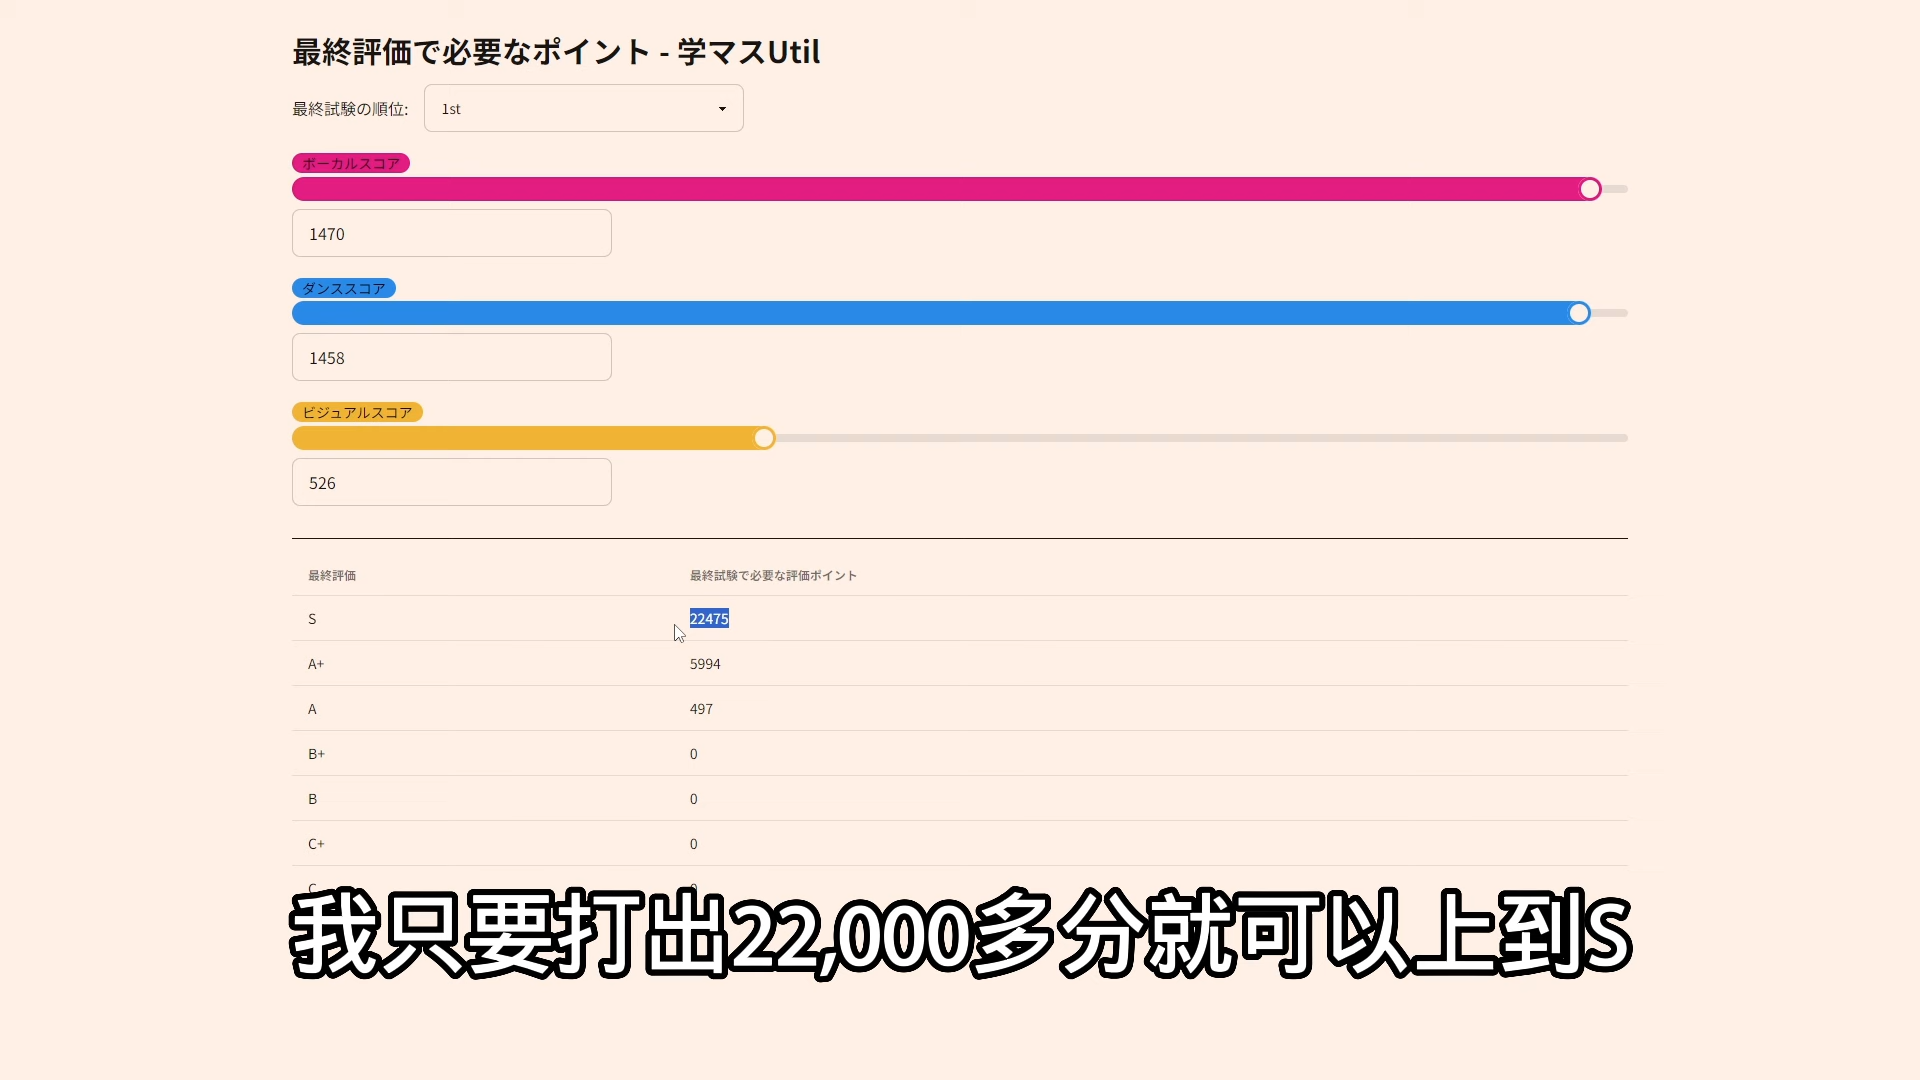 最終評価で必要なポイント - 学マスUtil
最終試験の順位: 1st
ボーカルスコア
1470
ダンススコア
1458
ビジュアルスコア
526
最終評価 最終試験で必要な評価ポイント
S 22475
A+ 5994
A 497
B+ 0
B 0
C+ 0
C 0
我只要打出22,000多分就可以上到S